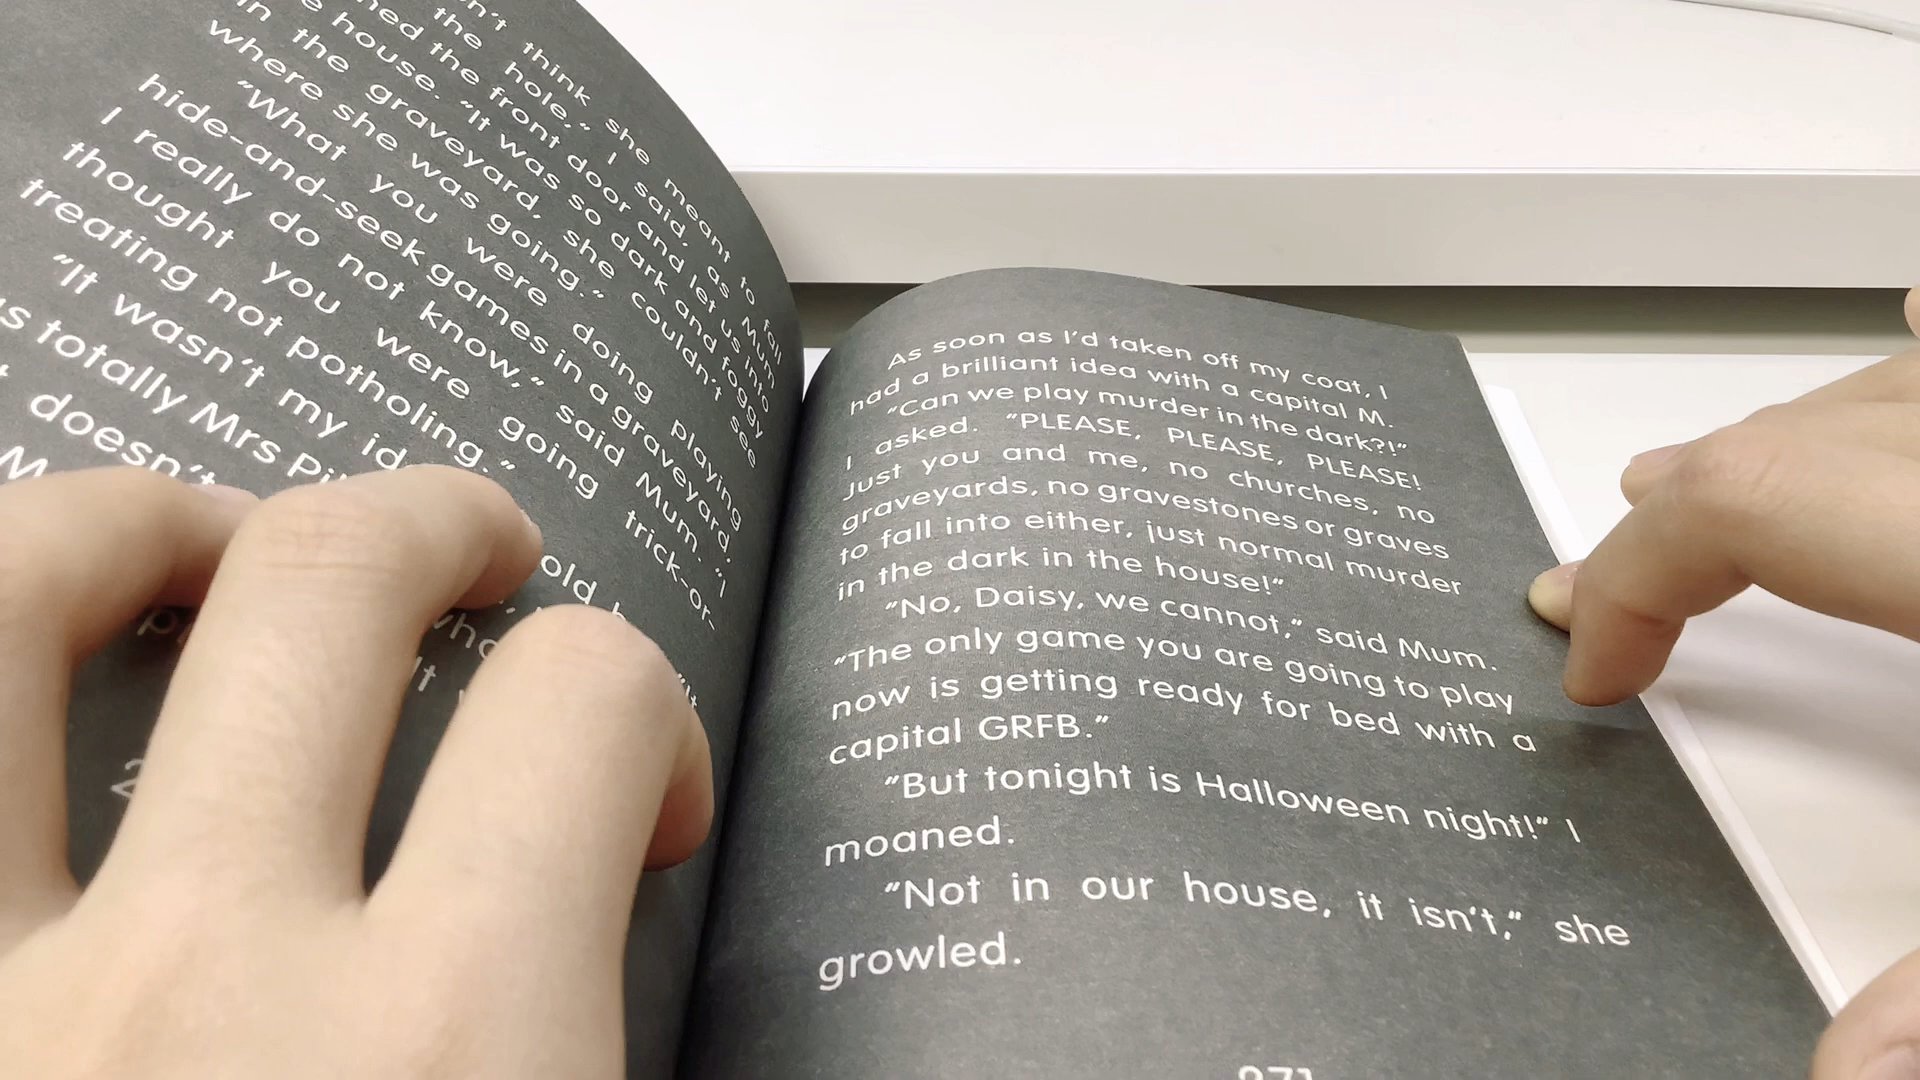 n't think she meant to fall
the hole," I said, as Mum
ned the front door and let us into
e house. "It was so dark and foggy
in the graveyard, she couldn't see
where she was going."
"What you were doing playing
hide-and-seek games in a graveyard,
I really do not know," said Mum. "I
thought you were going trick-or-
treating not potholing."
"It wasn't my
totally Mrs
doesn't
old
"It
It
As soon as I'd taken off my coat, I
had a brilliant idea with a capital M.
"Can we play murder in the dark?!"
I asked. "PLEASE, PLEASE, PLEASE!
Just you and me, no churches, no
graveyards, no gravestones or graves
to fall into either, just normal murder
in the dark in the house!"
"No, Daisy, we cannot," said Mum.
"The only game you are going to play
now is getting ready for bed with a
capital GRFB."
"But tonight is Halloween night!" I
moaned.
"Not in our house, it isn't," she
growled.
271